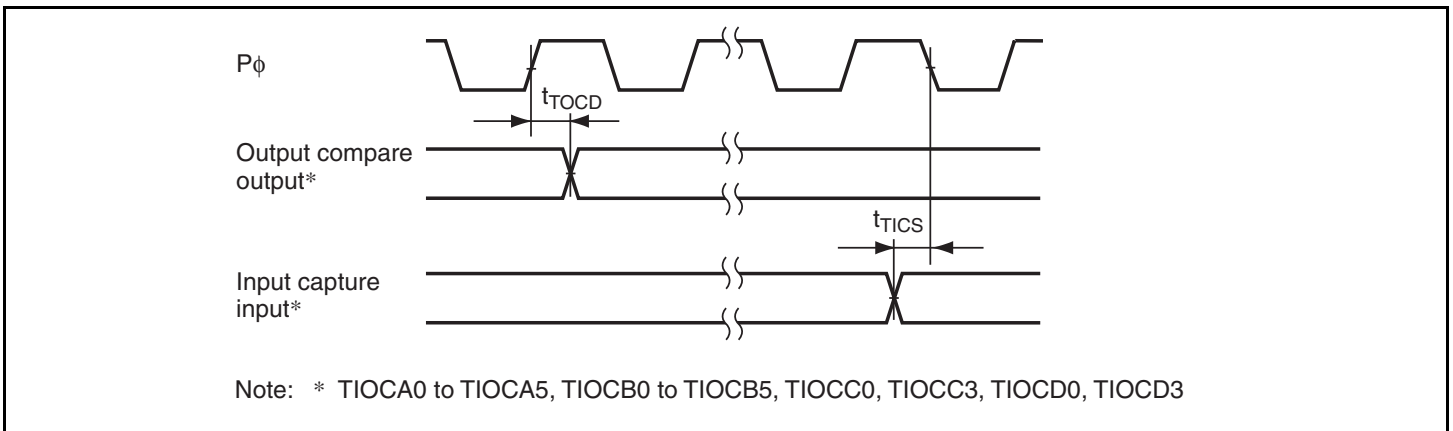 Pϕ
tTOCD
Output compare
output*
tTICS
Input capture
input*
Note: * TIOCA0 to TIOCA5, TIOCB0 to TIOCB5, TIOCC0, TIOCC3, TIOCD0, TIOCD3